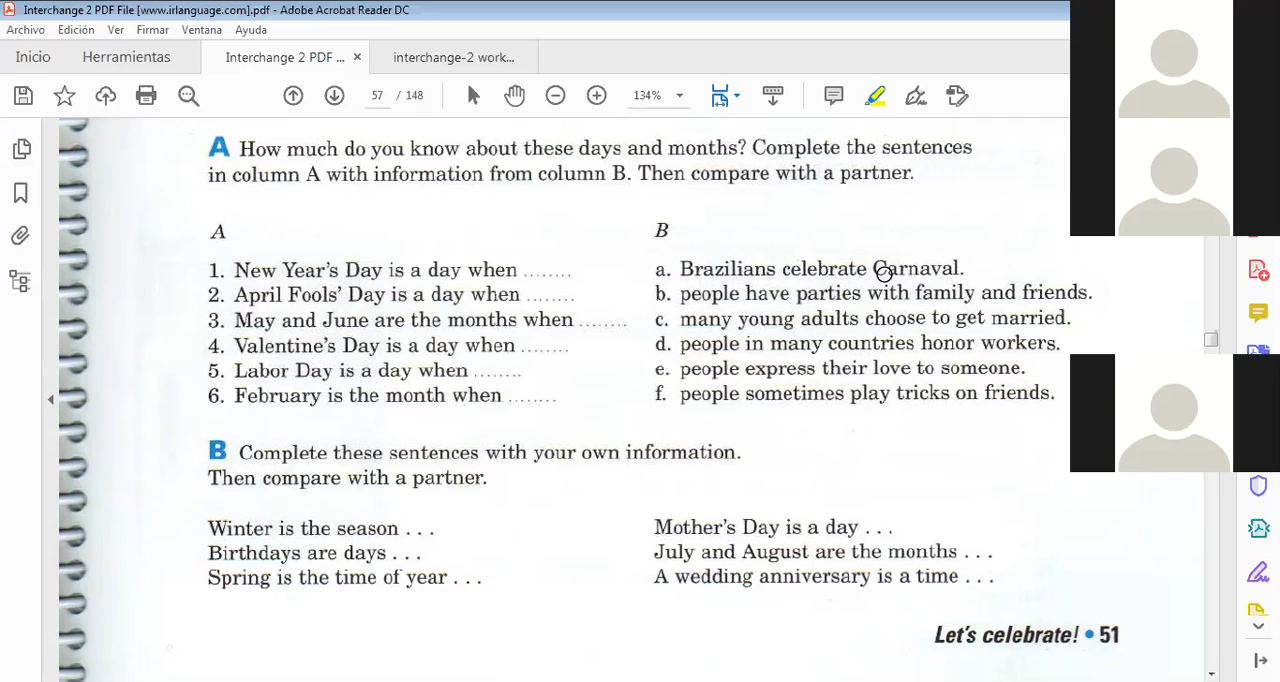 Interchange 2 PDF File [www.irlanguage.com].pdf - Adobe Acrobat Reader DC
Archivo Edición Ver Firmar Ventana Ayuda
Inicio Herramientas Interchange 2 PDF ... × interchange-2 work...
57 / 148 134%
A How much do you know about these days and months? Complete the sentences
in column A with information from column B. Then compare with a partner.
A
1. New Year's Day is a day when ........
2. April Fools' Day is a day when ........
3. May and June are the months when ........
4. Valentine's Day is a day when ........
5. Labor Day is a day when ........
6. February is the month when ........
B
a. Brazilians celebrate Carnaval.
b. people have parties with family and friends.
c. many young adults choose to get married.
d. people in many countries honor workers.
e. people express their love to someone.
f. people sometimes play tricks on friends.
B Complete these sentences with your own information.
Then compare with a partner.
Winter is the season . . .
Birthdays are days . . .
Spring is the time of year . . .
Mother's Day is a day . . .
July and August are the months . . .
A wedding anniversary is a time . . .
Let's celebrate! • 51